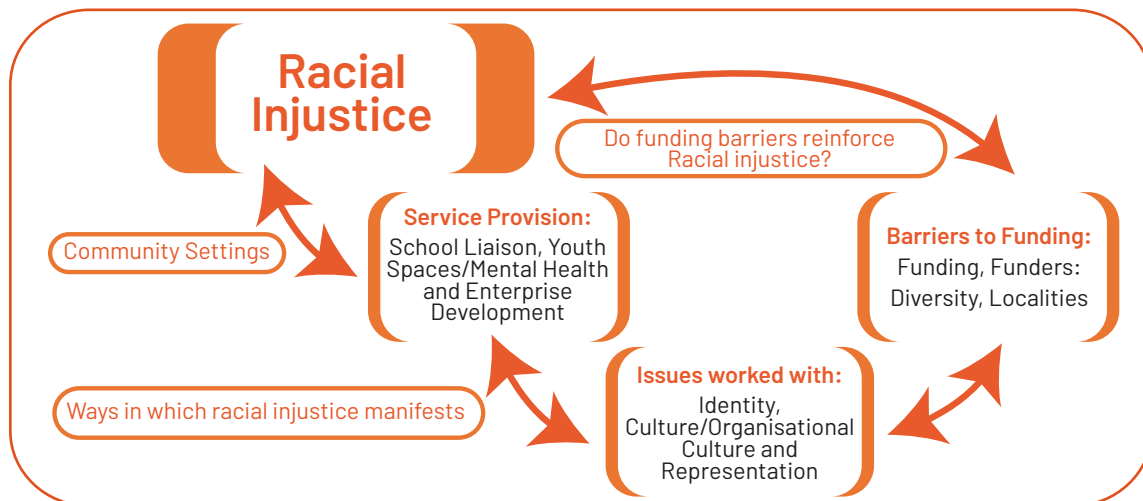 Racial
Injustice
Do funding barriers reinforce
Racial injustice?
Community Settings
Service Provision:
School Liaison, Youth
Spaces/Mental Health
and Enterprise
Development
Barriers to Funding:
Funding, Funders:
Diversity, Localities
Ways in which racial injustice manifests
Issues worked with:
Identity,
Culture/Organisational
Culture and
Representation